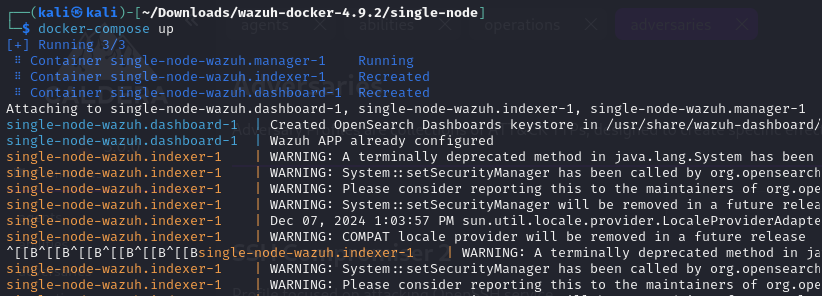 ┌──(kali㉿kali)-[~/Downloads/wazuh-docker-4.9.2/single-node]
└─$ docker-compose up
[+] Running 3/3
⠿ Container single-node-wazuh.manager-1 Running
⠿ Container single-node-wazuh.indexer-1 Recreated
⠿ Container single-node-wazuh.dashboard-1 Recreated
Attaching to single-node-wazuh.dashboard-1, single-node-wazuh.indexer-1, single-node-wazuh.manager-1
single-node-wazuh.dashboard-1 | Created OpenSearch Dashboards keystore in /usr/share/wazuh-dashboard/
single-node-wazuh.dashboard-1 | Wazuh APP already configured
single-node-wazuh.indexer-1 | WARNING: A terminally deprecated method in java.lang.System has been
single-node-wazuh.indexer-1 | WARNING: System::setSecurityManager has been called by org.opensearch
single-node-wazuh.indexer-1 | WARNING: Please consider reporting this to the maintainers of org.opens
single-node-wazuh.indexer-1 | WARNING: System::setSecurityManager will be removed in a future relea
single-node-wazuh.indexer-1 | Dec 07, 2024 1:03:57 PM sun.util.locale.provider.LocaleProviderAdapte
single-node-wazuh.indexer-1 | WARNING: COMPAT locale provider will be removed in a future release
^[[B^[[B^[[B^[[B^[[B^[[Bsingle-node-wazuh.indexer-1 | WARNING: A terminally deprecated method in ja
single-node-wazuh.indexer-1 | WARNING: System::setSecurityManager has been called by org.opensearch
single-node-wazuh.indexer-1 | WARNING: Please consider reporting this to the maintainers of org.opens
agents abilities operations adversaries